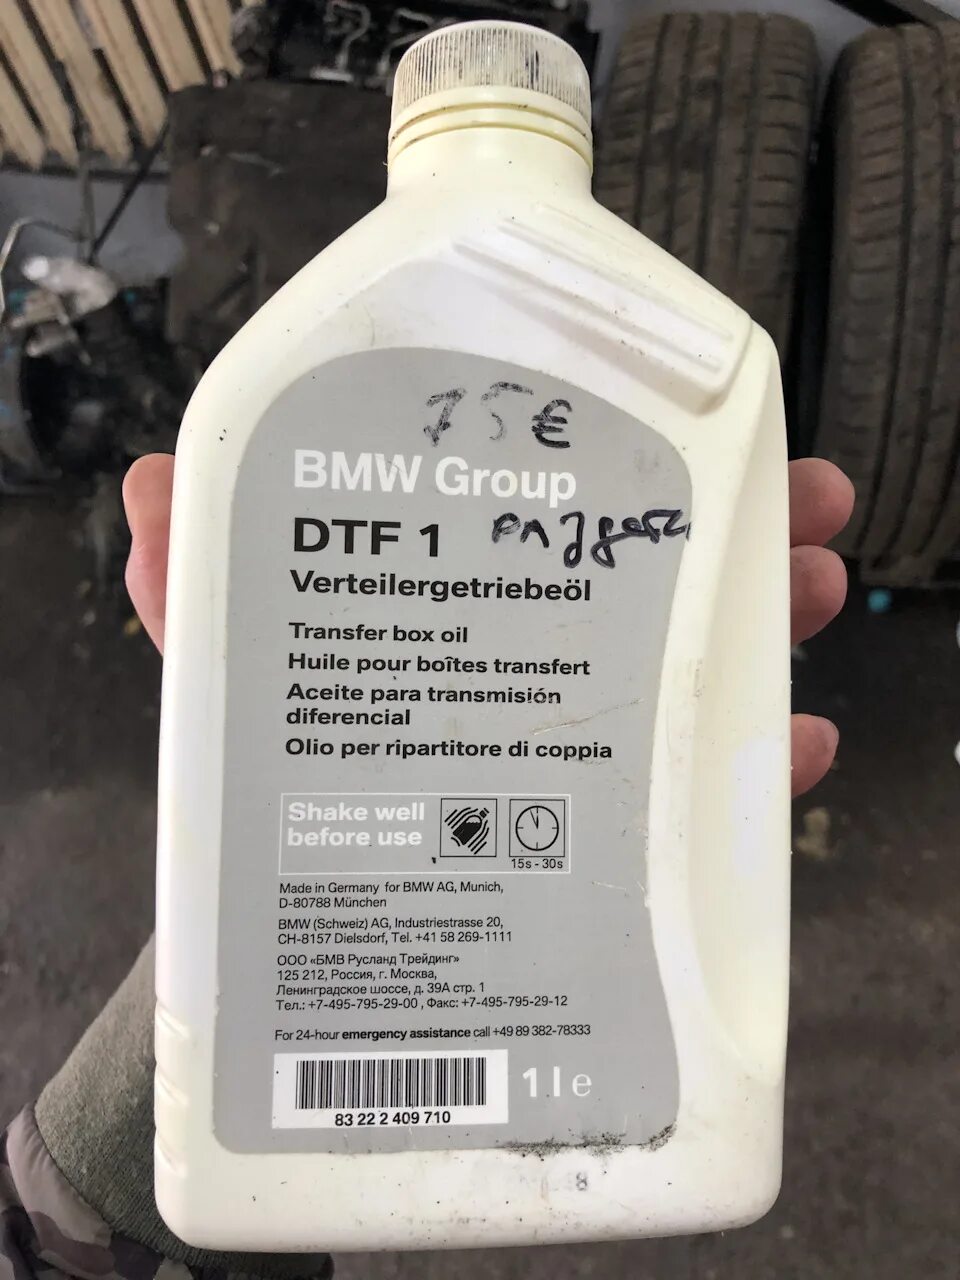 75€
BMW Group
DTF 1
Verteilergetriebeöl
Transfer box oil
Huile pour boîtes transfert
Aceite para transmisión
diferencial
Olio per ripartitore di coppia
Shake well
before use
15s - 30s
Made in Germany for BMW AG, Munich,
D-80788 München
BMW (Schweiz) AG, Industriestrasse 20,
CH-8157 Dielsdorf, Tel. +41 58 269-1111
ООО «БМВ Русланд Трейдинг»
125 212, Россия, г. Москва,
Ленинградское шоссе, д. 39А стр. 1
Тел.: +7-495-795-29-00 , Факс: +7-495-795-29-12
For 24-hour emergency assistance call +49 89 382-78333
1 l e
83 22 2 409 710